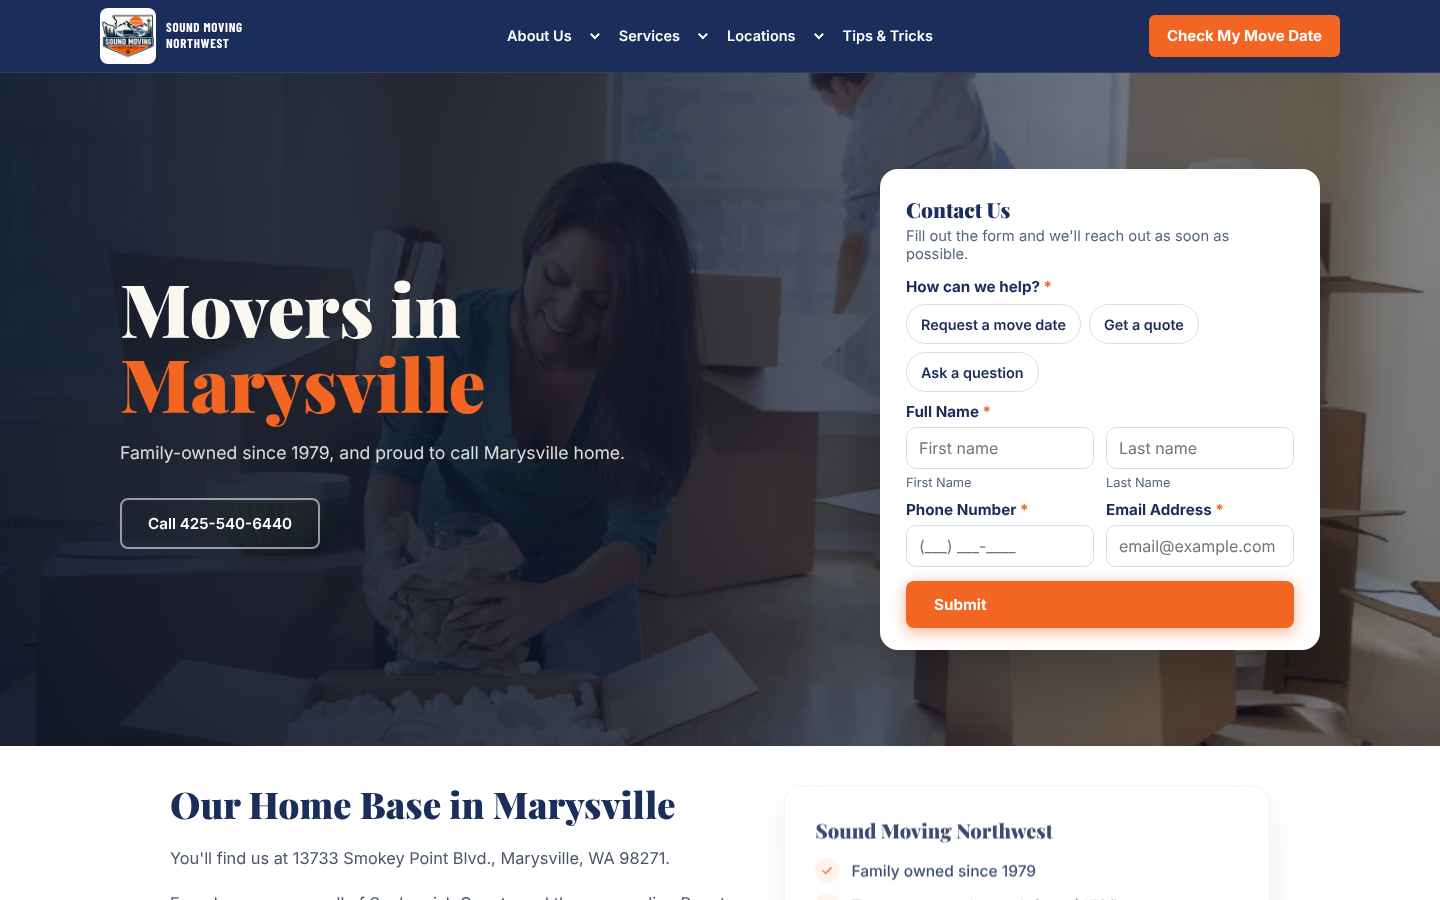 SOUND MOVING
NORTHWEST
About Us
Services
Locations
Tips & Tricks
Check My Move Date
Movers in
Marysville
Family-owned since 1979, and proud to call Marysville home.
Call 425-540-6440
Contact Us
Fill out the form and we'll reach out as soon as
possible.
How can we help? *
Request a move date
Get a quote
Ask a question
Full Name *
First name
Last name
First Name
Last Name
Phone Number *
Email Address *
(___) ___-____
email@example.com
Submit
Our Home Base in Marysville
You'll find us at 13733 Smokey Point Blvd., Marysville, WA 98271.
Sound Moving Northwest
Family owned since 1979